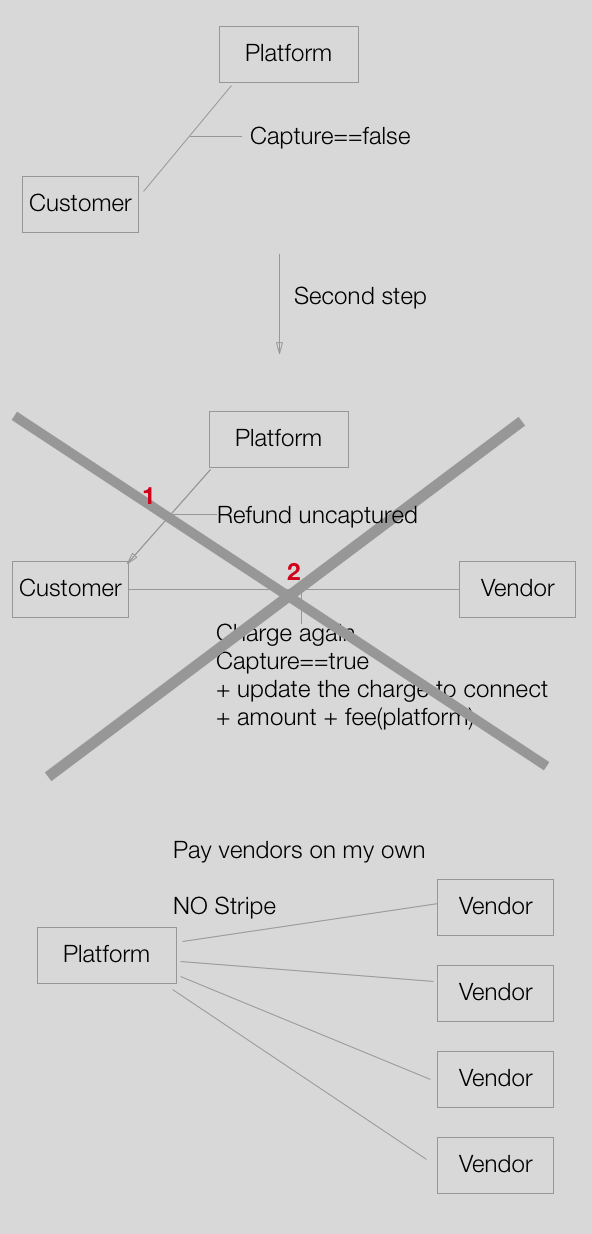 Platform
Capture==false
Customer
Second step
Platform
1
Refund uncaptured
2
Customer
Vendor
Charge again
Capture==true
+ update the charge to connect
+ amount + fee(platform)
Pay vendors on my own
NO Stripe
Vendor
Platform
Vendor
Vendor
Vendor